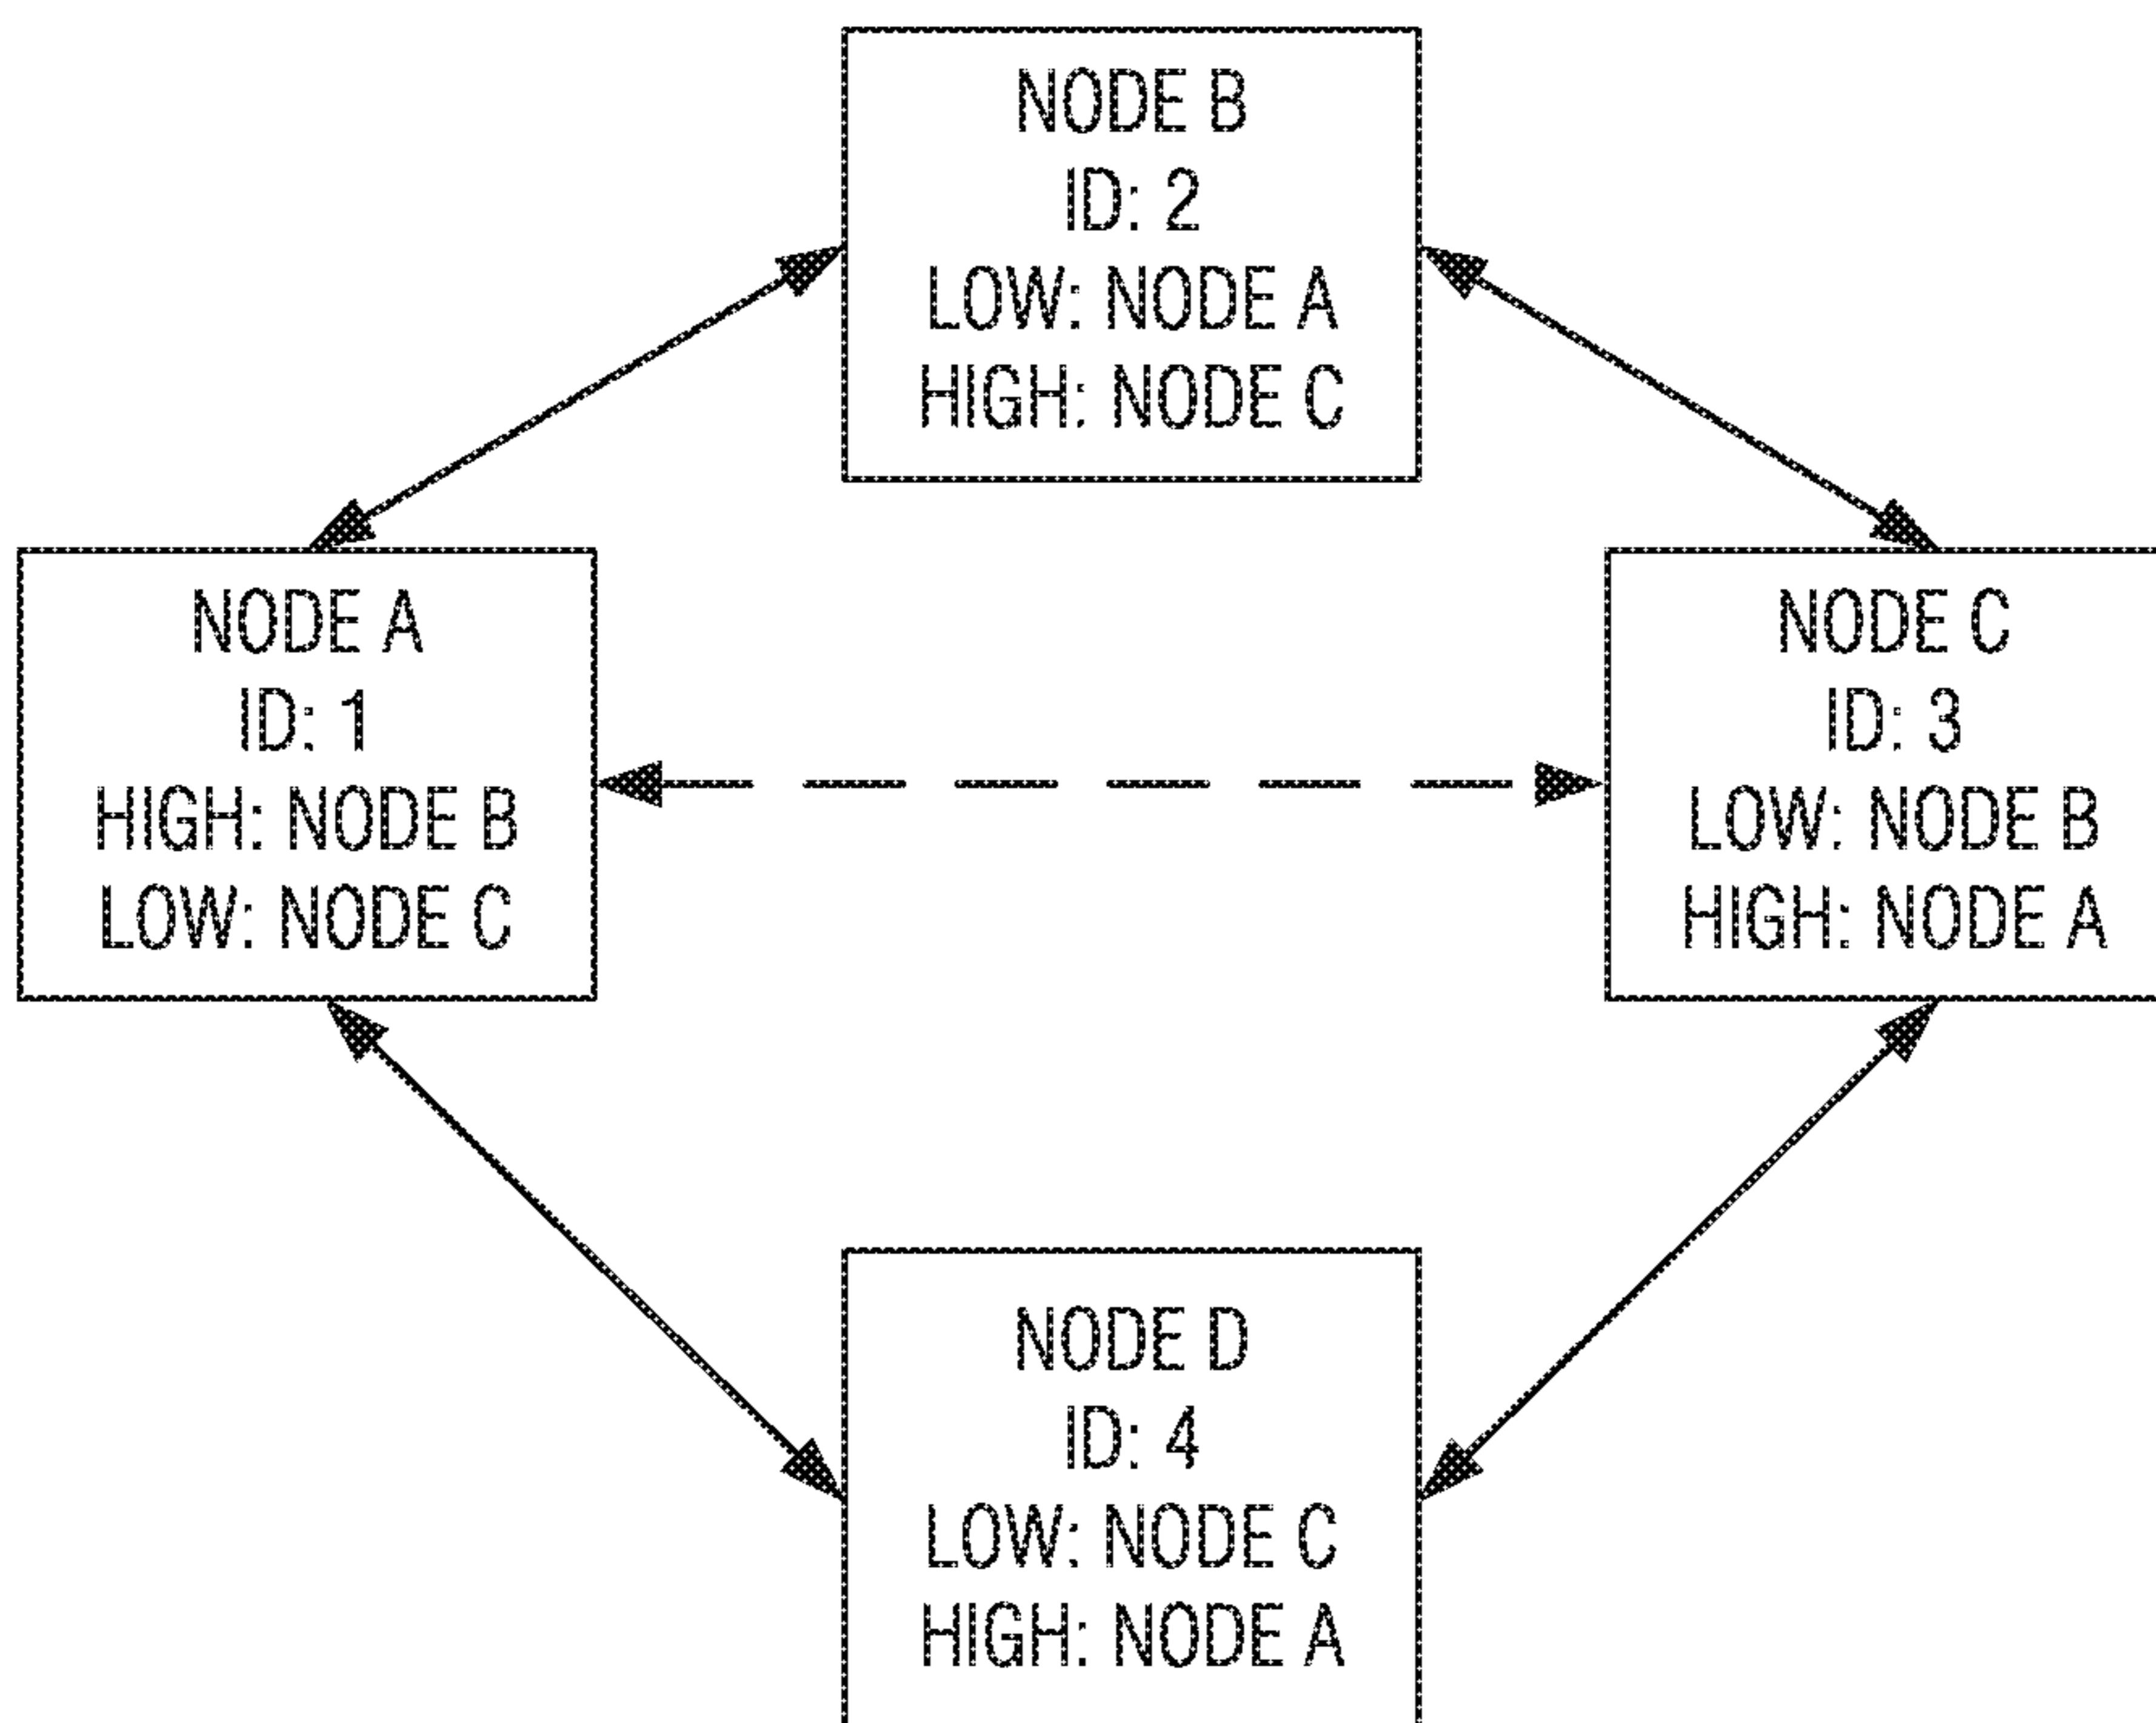 NODE B
ID: 2
LOW: NODE A
HIGH: NODE C
NODE A
ID: 1
HIGH: NODE B
LOW: NODE C
NODE C
ID: 3
LOW: NODE B
HIGH: NODE A
NODE D
ID: 4
LOW: NODE C
HIGH: NODE A